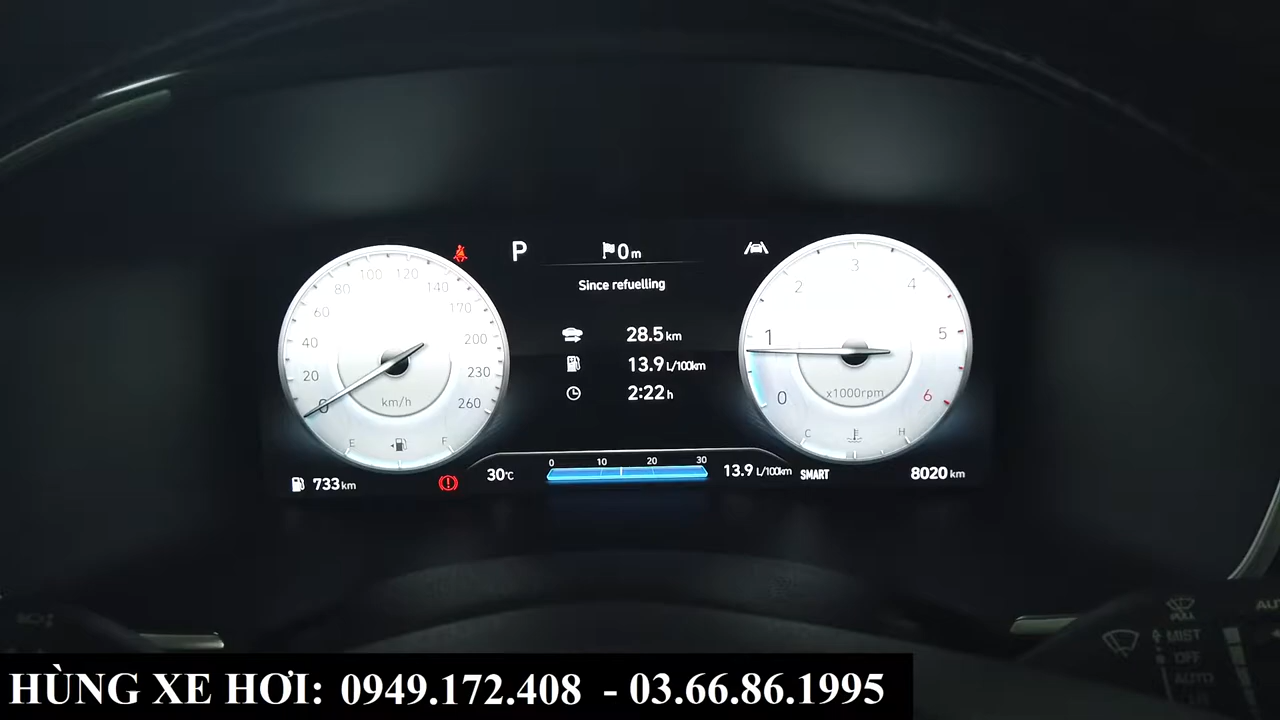 P
0 m
Since refuelling
28.5 km
13.9 L/100km
2:22 h
0 20 40 60 80 100 120 140 170 200 230 260
km/h
E F
0 1 2 3 4 5 6
x1000rpm
C H
733 km
30°C
0 10 20 30
13.9 L/100km
SMART
8020 km
PULL
MIST
OFF
AUTO
HÙNG XE HƠI: 0949.172.408 - 03.66.86.1995